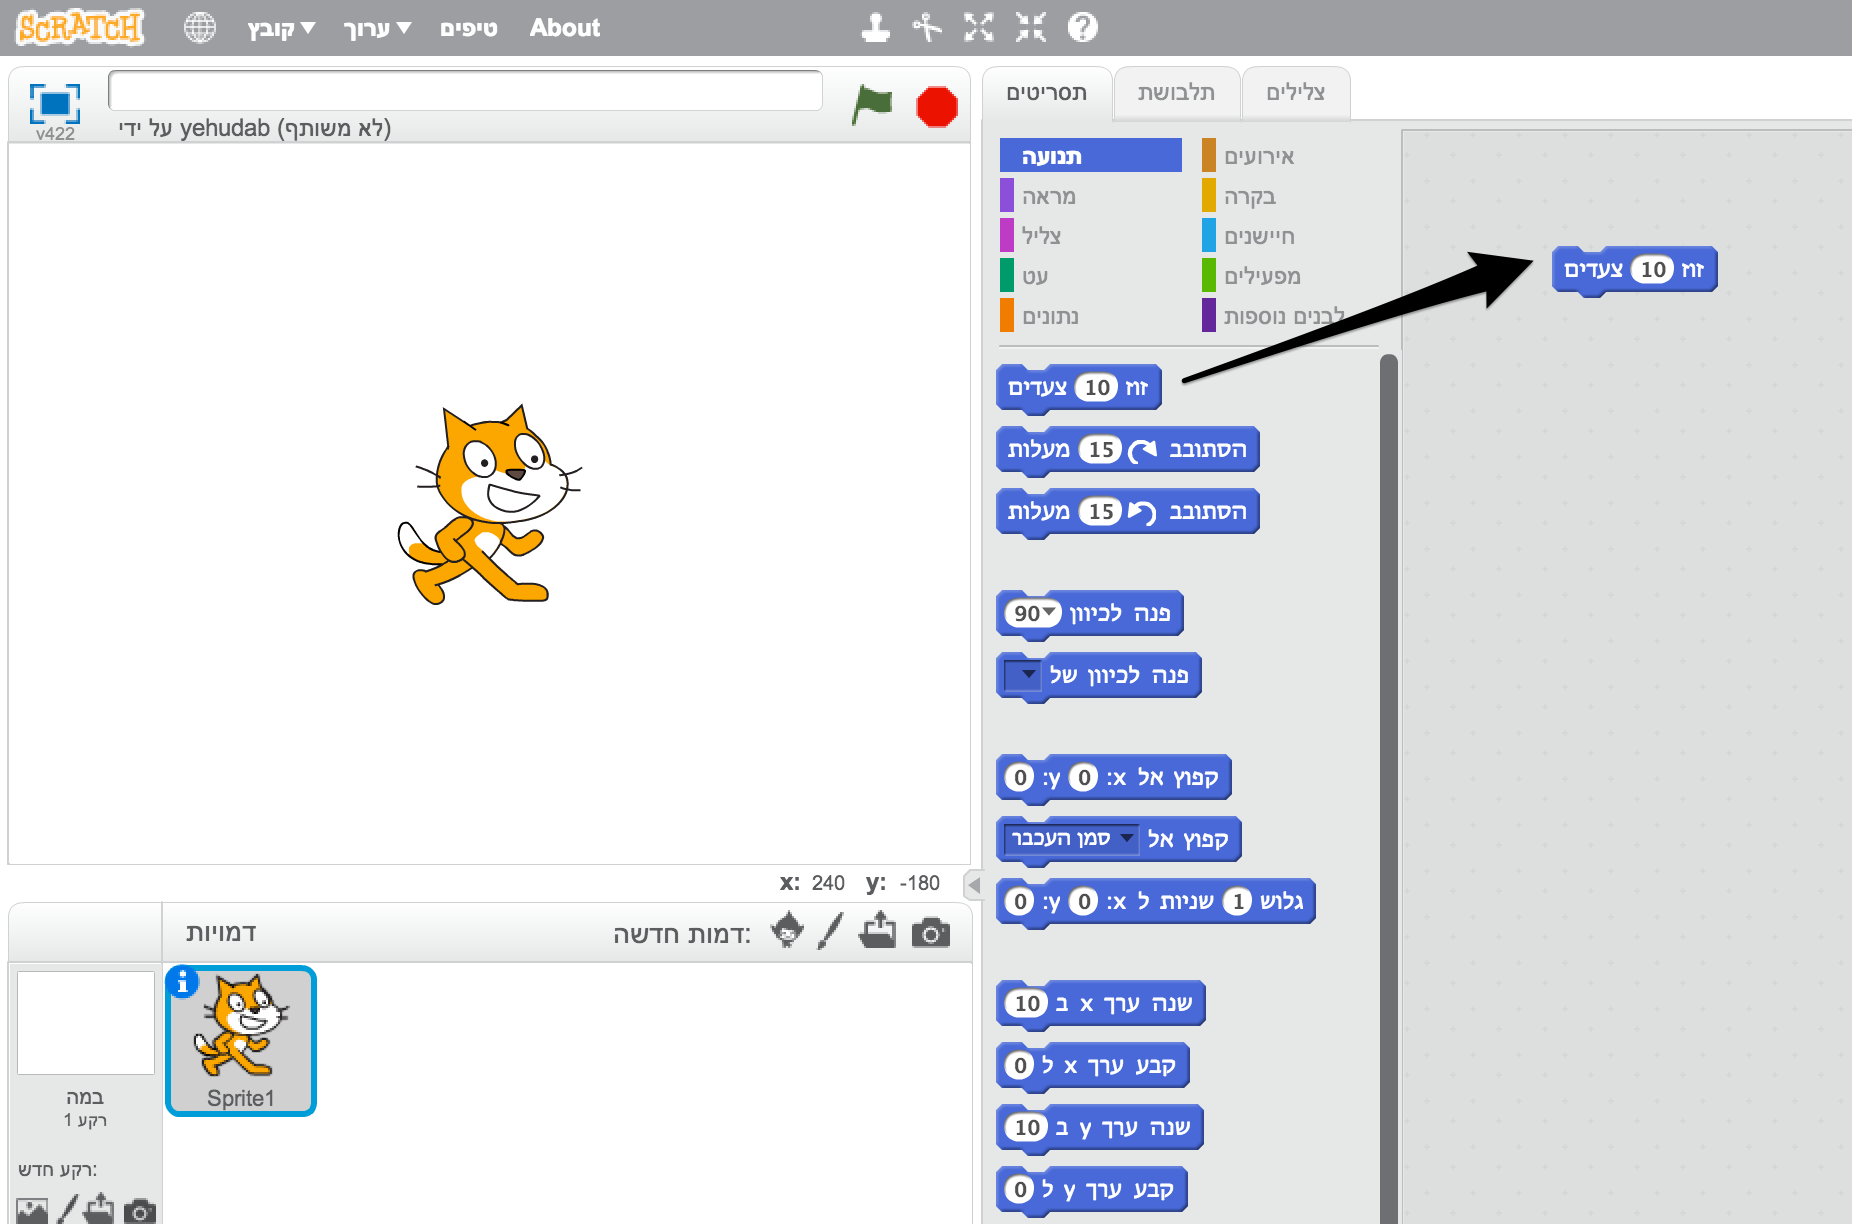 SCRATCH
קובץ ▼ ערוך ▼ טיפים About
v422
על ידי yehudab (לא משותף)
תסריטים תלבושת צלילים
תנועה
מראה
צליל
עט
נתונים
אירועים
בקרה
חיישנים
מפעילים
לבנים נוספות
זוז 10 צעדים
הסתובב 15 מעלות
הסתובב 15 מעלות
פנה לכיוון 90
פנה לכיוון של
קפוץ אל x: 0 y: 0
קפוץ אל סמן העכבר
גלוש 1 שניות ל x: 0 y: 0
שנה ערך x ב 10
קבע ערך x ל 0
שנה ערך y ב 10
קבע ערך y ל 0
זוז 10 צעדים
x: 240 y: -180
דמויות
דמות חדשה:
Sprite1
במה
רקע 1
רקע חדש: